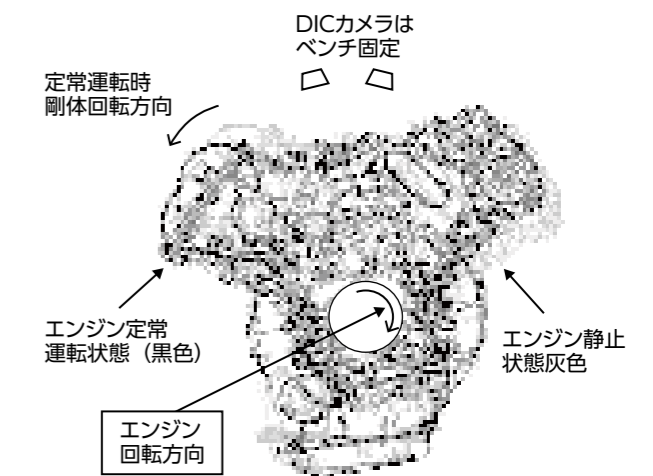 DICカメラは
ベンチ固定
定常運転時
剛体回転方向
エンジン定常
運転状態（黒色）
エンジン静止
状態灰色
エンジン
回転方向